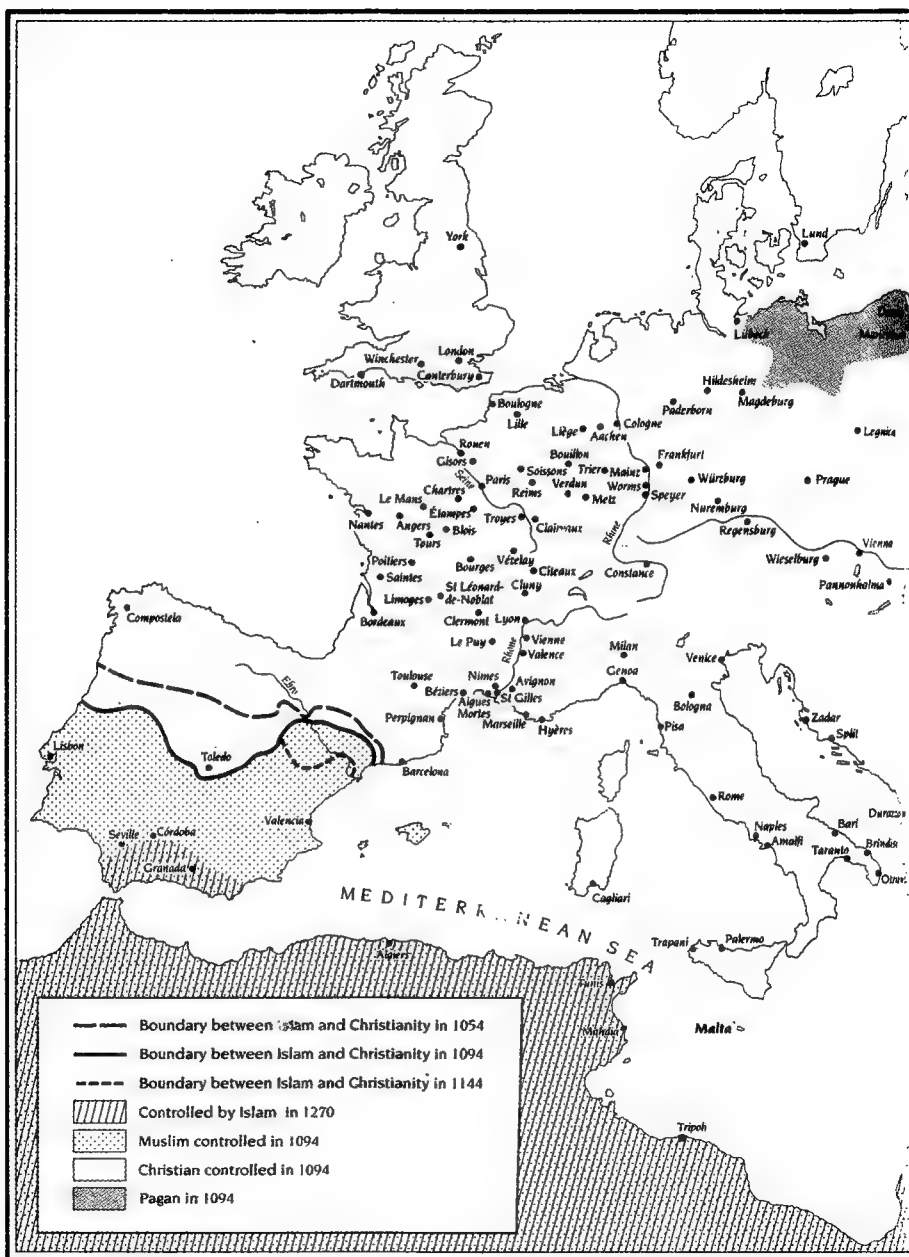 York
Lund
Lübeck
London
Winchester
Canterbury
Dartmouth
Hildesheim
Magdeburg
Paderborn
Boulogne
Lille
Liège
Aachen
Cologne
Legnica
Rouen
Gisors
Seine
Paris
Soissons
Reims
Bouillon
Verdun
Trier
Metz
Mainz
Worms
Speyer
Frankfurt
Würzburg
Nuremburg
Prague
Regensburg
Chartres
Le Mans
Étampes
Nantes
Angers
Blois
Tours
Troyes
Clairvaux
Rhine
Vienna
Wieselburg
Pannonhalma
Constance
Poitiers
Saintes
Bourges
Vézelay
Cîteaux
Cluny
St Léonard-
de-Noblat
Limoges
Bordeaux
Clermont
Lyon
Le Puy
Rhône
Vienne
Valence
Compostela
Milan
Genoa
Venice
Bologna
Pisa
Zadar
Split
Toulouse
Nîmes
Avignon
Béziers
St Gilles
Aigues
Mortes
Marseille
Hyères
Perpignan
Ebro
Barcelona
Lisbon
Toledo
Valencia
Seville
Córdoba
Granada
Rome
Naples
Amalfi
Bari
Taranto
Cagliari
Trapani
Palermo
Algiers
Tunis
Mahdia
Malta
Boundary between Islam and Christianity in 1054
Boundary between Islam and Christianity in 1094
Boundary between Islam and Christianity in 1144
Controlled by Islam in 1270
Muslim controlled in 1094
Christian controlled in 1094
Pagan in 1094